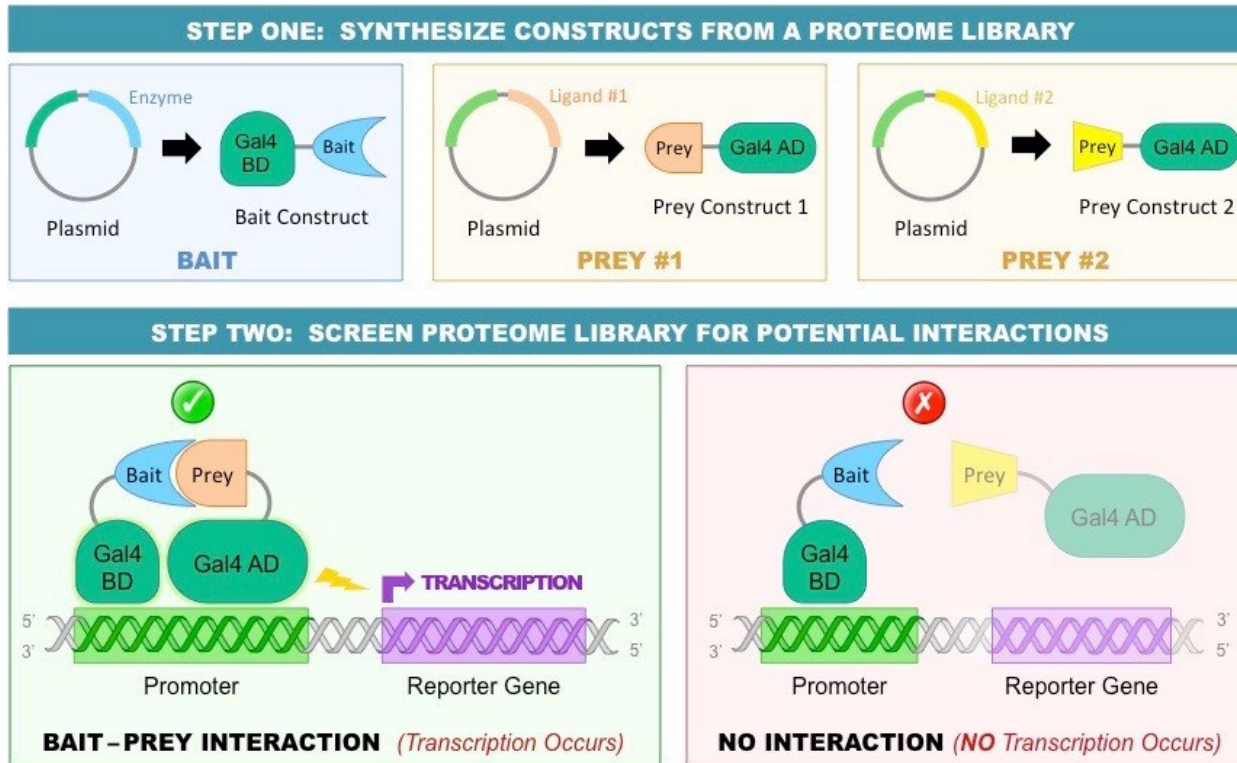 STEP ONE: SYNTHESIZE CONSTRUCTS FROM A PROTEOME LIBRARY
Enzyme
Gal4
BD
Bait
Plasmid
Bait Construct
BAIT
Ligand #1
Prey
Gal4 AD
Plasmid
Prey Construct 1
PREY #1
Ligand #2
Prey
Gal4 AD
Plasmid
Prey Construct 2
PREY #2
STEP TWO: SCREEN PROTEOME LIBRARY FOR POTENTIAL INTERACTIONS
✓
Bait
Prey
Gal4
BD
Gal4 AD
TRANSCRIPTION
5’
3’
3’
5’
Promoter
Reporter Gene
BAIT – PREY INTERACTION (Transcription Occurs)
✗
Bait
Prey
Gal4
BD
Gal4 AD
5’
3’
3’
5’
Promoter
Reporter Gene
NO INTERACTION (NO Transcription Occurs)